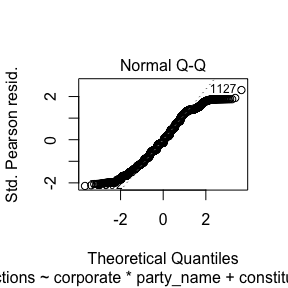 Normal Q-Q
Std. Pearson resid.
2
0
-2
1127
-2 0 2
Theoretical Quantiles
ctions ~ corporate * party_name + constitu